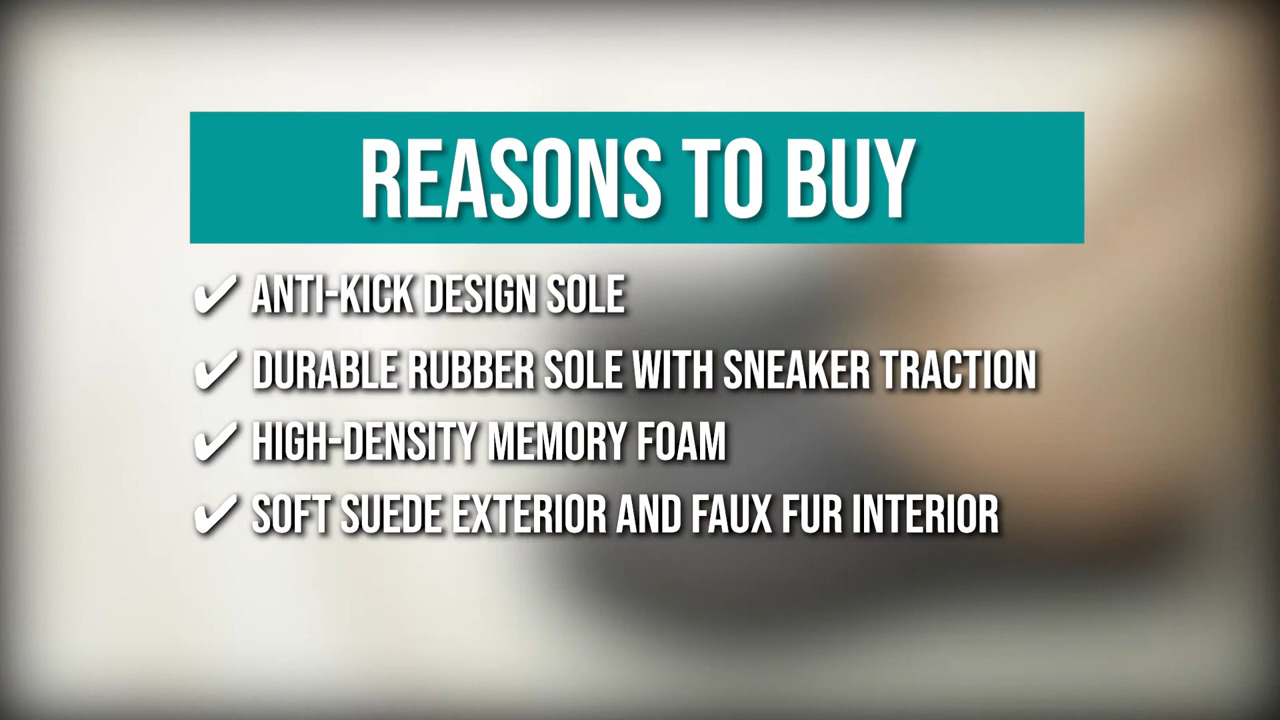 REASONS TO BUY
✔ ANTI-KICK DESIGN SOLE
✔ DURABLE RUBBER SOLE WITH SNEAKER TRACTION
✔ HIGH-DENSITY MEMORY FOAM
✔ SOFT SUEDE EXTERIOR AND FAUX FUR INTERIOR